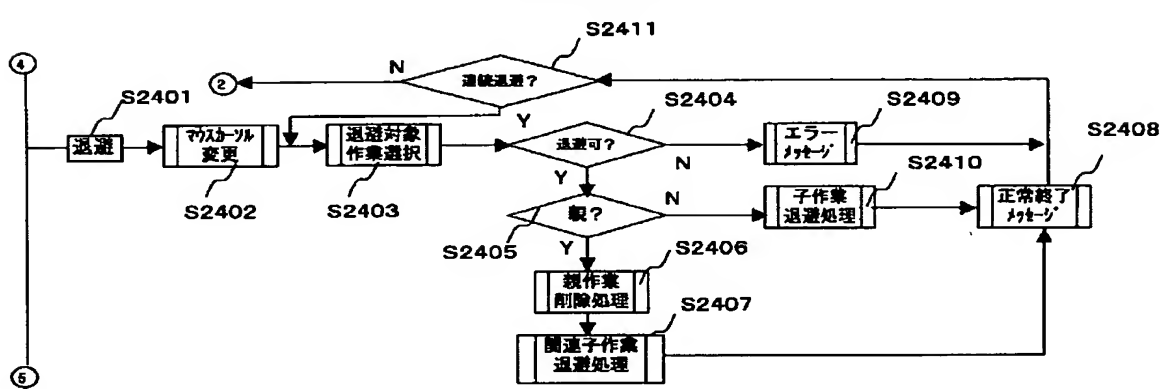 S2411
④
N
連続退避?
②
S2401
Y
S2404
S2409
S2408
退避
マウスカーソル
変更
退避対象
作業選択
退避可?
エラー
メッセージ
N
S2410
S2402
S2403
Y
親?
N
子作業
退避処理
正常終了
メッセージ
S2405
Y
S2406
親作業
削除処理
S2407
関連子作業
退避処理
⑤